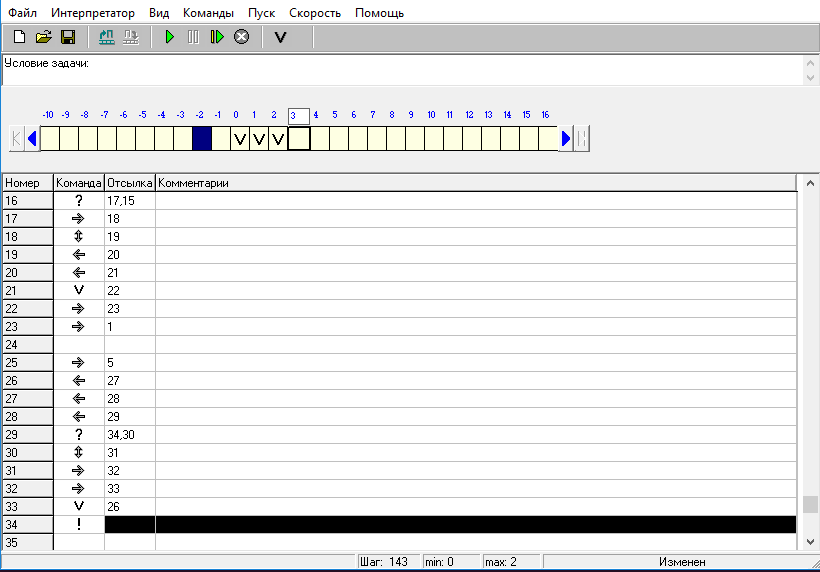 Файл Интерпретатор Вид Команды Пуск Скорость Помощь
V
Условие задачи:
-10 -9 -8 -7 -6 -5 -4 -3 -2 -1 0 1 2 3 4 5 6 7 8 9 10 11 12 13 14 15 16
V V V
Номер Команда Отсылка Комментарии
16 ? 17,15
17 → 18
18 ⇕ 19
19 ← 20
20 ← 21
21 V 22
22 → 23
23 → 1
24
25 → 5
26 ← 27
27 ← 28
28 ← 29
29 ? 34,30
30 ⇕ 31
31 → 32
32 → 33
33 V 26
34 !
35
Шаг: 143 min: 0 max: 2 Изменен